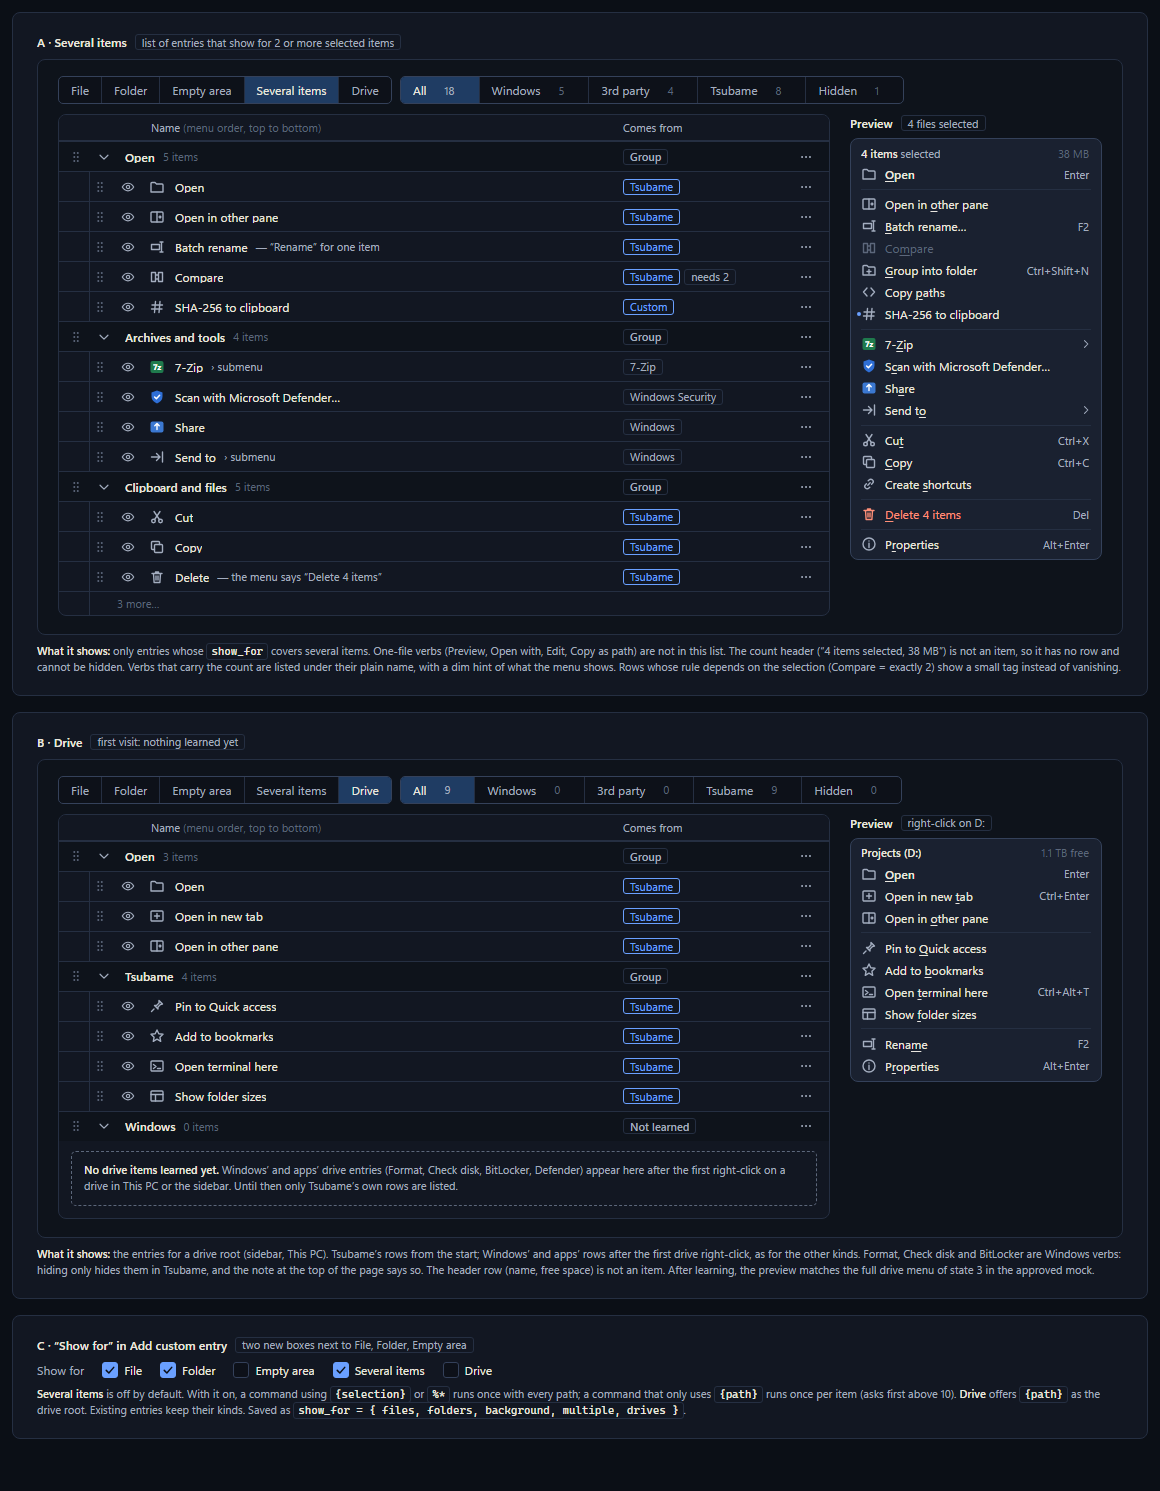 A · Several items list of entries that show for 2 or more selected items
File Folder Empty area Several items Drive All 18 Windows 5 3rd party 4 Tsubame 8 Hidden 1
Name (menu order, top to bottom) Comes from
Open 5 items Group ···
Open Tsubame ···
Open in other pane Tsubame ···
Batch rename — “Rename” for one item Tsubame ···
Compare Tsubame needs 2 ···
SHA-256 to clipboard Custom ···
Archives and tools 4 items Group ···
7z 7-Zip › submenu 7-Zip ···
Scan with Microsoft Defender... Windows Security ···
Share Windows ···
Send to › submenu Windows ···
Clipboard and files 5 items Group ···
Cut Tsubame ···
Copy Tsubame ···
Delete — the menu says “Delete 4 items” Tsubame ···
3 more...
Preview 4 files selected
4 items selected 38 MB
Open Enter
Open in other pane
Batch rename... F2
Compare
Group into folder Ctrl+Shift+N
Copy paths
SHA-256 to clipboard
7z 7-Zip
Scan with Microsoft Defender...
Share
Send to
Cut Ctrl+X
Copy Ctrl+C
Create shortcuts
Delete 4 items Del
Properties Alt+Enter
What it shows: only entries whose show_for covers several items. One-file verbs (Preview, Open with, Edit, Copy as path) are not in this list. The count header (“4 items selected, 38 MB”) is not an item, so it has no row and
cannot be hidden. Verbs that carry the count are listed under their plain name, with a dim hint of what the menu shows. Rows whose rule depends on the selection (Compare = exactly 2) show a small tag instead of vanishing.
B · Drive first visit: nothing learned yet
File Folder Empty area Several items Drive All 9 Windows 0 3rd party 0 Tsubame 9 Hidden 0
Name (menu order, top to bottom) Comes from
Open 3 items Group ···
Open Tsubame ···
Open in new tab Tsubame ···
Open in other pane Tsubame ···
Tsubame 4 items Group ···
Pin to Quick access Tsubame ···
Add to bookmarks Tsubame ···
Open terminal here Tsubame ···
Show folder sizes Tsubame ···
Windows 0 items Not learned ···
No drive items learned yet. Windows’ and apps’ drive entries (Format, Check disk, BitLocker, Defender) appear here after the first right-click on a
drive in This PC or the sidebar. Until then only Tsubame’s own rows are listed.
Preview right-click on D:
Projects (D:) 1.1 TB free
Open Enter
Open in new tab Ctrl+Enter
Open in other pane
Pin to Quick access
Add to bookmarks
Open terminal here Ctrl+Alt+T
Show folder sizes
Rename F2
Properties Alt+Enter
What it shows: the entries for a drive root (sidebar, This PC). Tsubame’s rows from the start; Windows’ and apps’ rows after the first drive right-click, as for the other kinds. Format, Check disk and BitLocker are Windows verbs:
hiding only hides them in Tsubame, and the note at the top of the page says so. The header row (name, free space) is not an item. After learning, the preview matches the full drive menu of state 3 in the approved mock.
C · “Show for” in Add custom entry two new boxes next to File, Folder, Empty area
Show for File Folder Empty area Several items Drive
Several items is off by default. With it on, a command using {selection} or %* runs once with every path; a command that only uses {path} runs once per item (asks first above 10). Drive offers {path} as the
drive root. Existing entries keep their kinds. Saved as show_for = { files, folders, background, multiple, drives }.